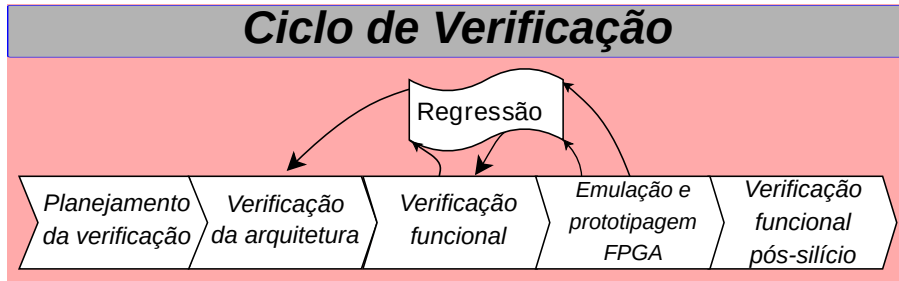 Ciclo de Verificação
Regressão
Planejamento
da verificação
Verificação
da arquitetura
Verificação
funcional
Emulação e
prototipagem
FPGA
Verificação
funcional
pós-silício